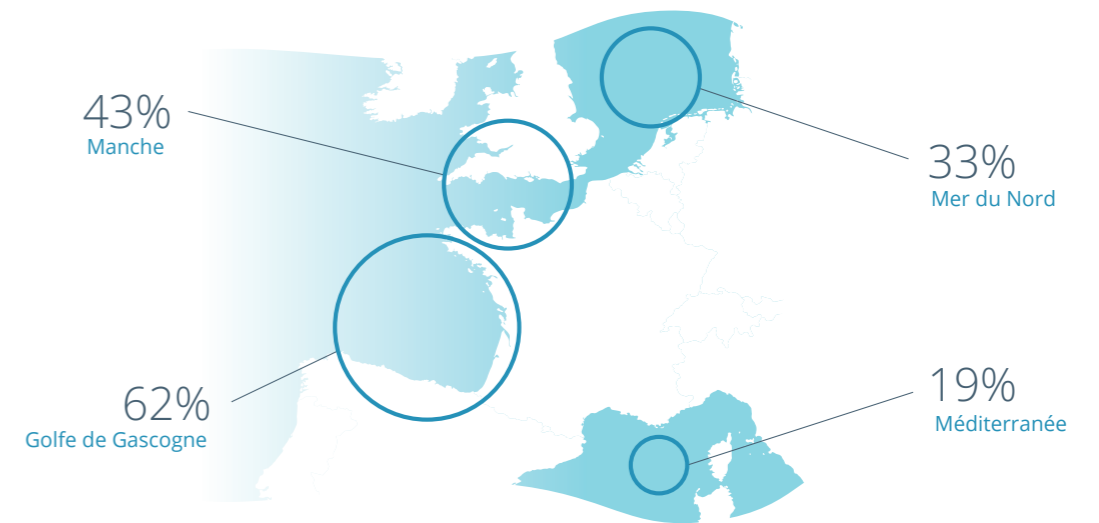 43%
Manche
33%
Mer du Nord
62%
Golfe de Gascogne
19%
Méditerranée